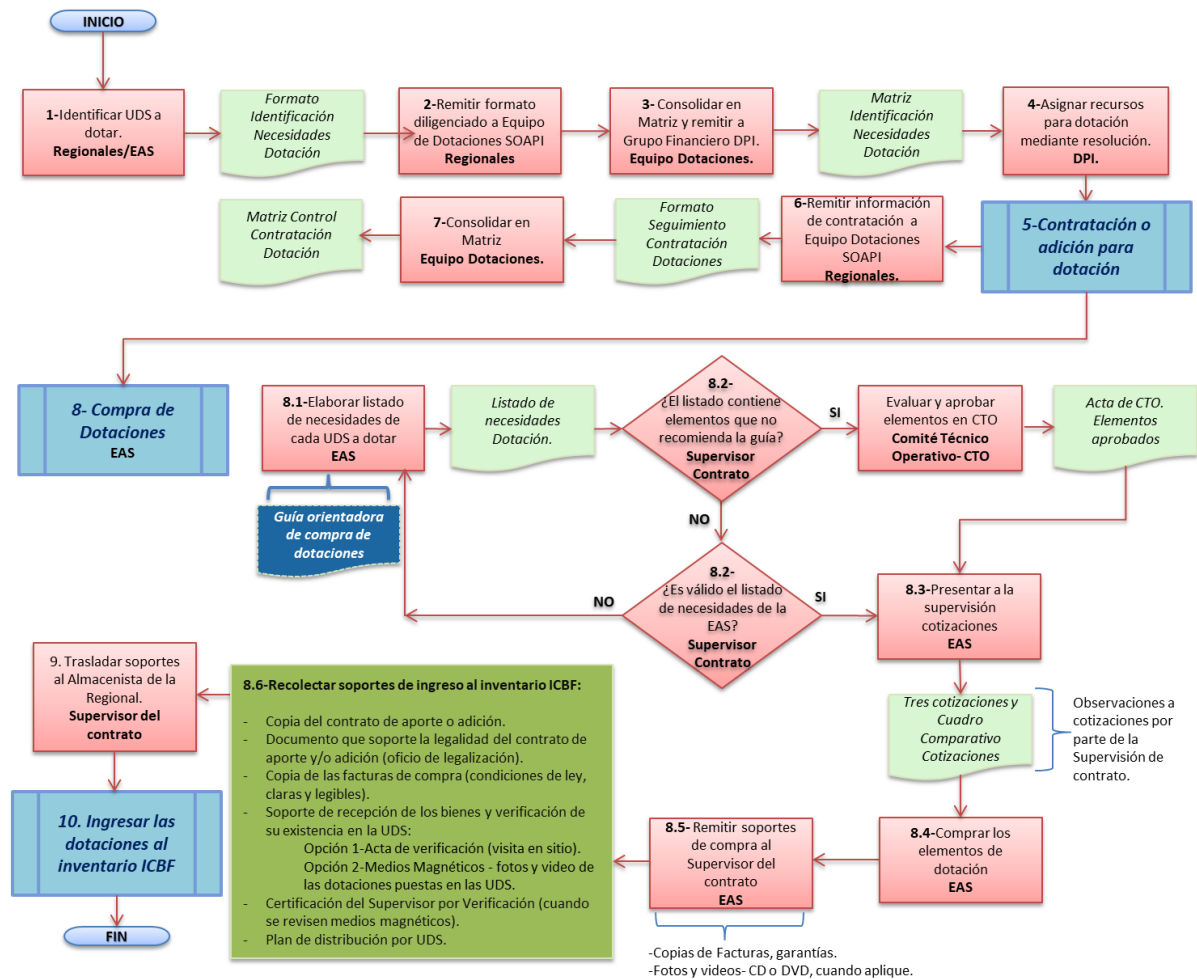 INICIO
1-Identificar UDS a
dotar.
Regionales/EAS
Formato
Identificación
Necesidades
Dotación
2-Remitir formato
diligenciado a Equipo
de Dotaciones SOAPI
Regionales
3- Consolidar en
Matriz y remitir a
Grupo Financiero DPI.
Equipo Dotaciones.
Matriz
Identificación
Necesidades
Dotación
4-Asignar recursos
para dotación
mediante resolución.
DPI.
5-Contratación o
adición para
dotación
6-Remitir información
de contratación a
Equipo Dotaciones
SOAPI
Regionales.
Formato
Seguimiento
Contratación
Dotaciones
7-Consolidar en
Matriz
Equipo Dotaciones.
Matriz Control
Contratación
Dotación
8- Compra de
Dotaciones
EAS
8.1-Elaborar listado
de necesidades de
cada UDS a dotar
EAS
Guía orientadora
de compra de
dotaciones
Listado de
necesidades
Dotación.
8.2-
¿El listado contiene
elementos que no
recomienda la guía?
Supervisor
Contrato
SI
Evaluar y aprobar
elementos en CTO
Comité Técnico
Operativo- CTO
Acta de CTO.
Elementos
aprobados
NO
8.2-
¿Es válido el listado
de necesidades de la
EAS?
Supervisor
Contrato
NO
SI
8.3-Presentar a la
supervisión
cotizaciones
EAS
Tres cotizaciones y
Cuadro
Comparativo
Cotizaciones
Observaciones a
cotizaciones por
parte de la
Supervisión de
contrato.
8.4-Comprar los
elementos de
dotación
EAS
8.5- Remitir soportes
de compra al
Supervisor del
contrato
EAS
-Copias de Facturas, garantías.
-Fotos y videos- CD o DVD, cuando aplique.
8.6-Recolectar soportes de ingreso al inventario ICBF:
- Copia del contrato de aporte o adición.
- Documento que soporte la legalidad del contrato de
aporte y/o adición (oficio de legalización).
- Copia de las facturas de compra (condiciones de ley,
claras y legibles).
- Soporte de recepción de los bienes y verificación de
su existencia en la UDS:
Opción 1-Acta de verificación (visita en sitio).
Opción 2-Medios Magnéticos - fotos y video de
las dotaciones puestas en las UDS.
- Certificación del Supervisor por Verificación (cuando
se revisen medios magnéticos).
- Plan de distribución por UDS.
9. Trasladar soportes
al Almacenista de la
Regional.
Supervisor del
contrato
10. Ingresar las
dotaciones al
inventario ICBF
FIN